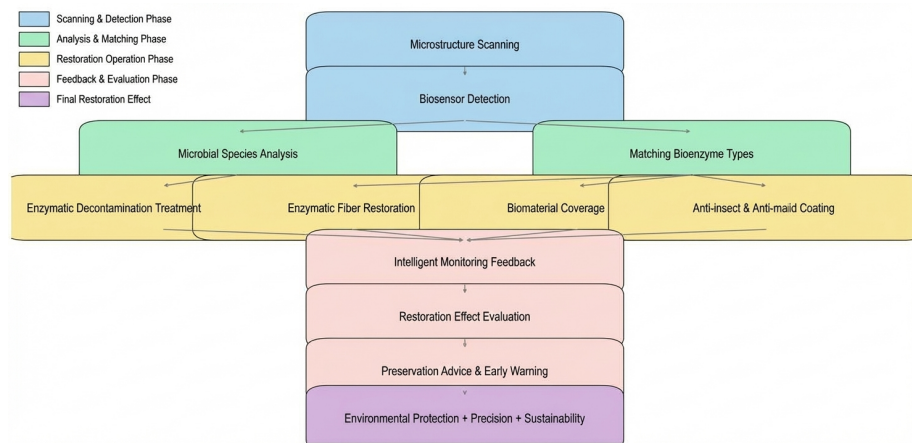 Scanning & Detection Phase
Analysis & Matching Phase
Restoration Operation Phase
Feedback & Evaluation Phase
Final Restoration Effect
Microstructure Scanning
Biosensor Detection
Microbial Species Analysis
Matching Bioenzyme Types
Enzymatic Decontamination Treatment
Enzymatic Fiber Restoration
Biomaterial Coverage
Anti-insect & Anti-maid Coating
Intelligent Monitoring Feedback
Restoration Effect Evaluation
Preservation Advice & Early Warning
Environmental Protection + Precision + Sustainability